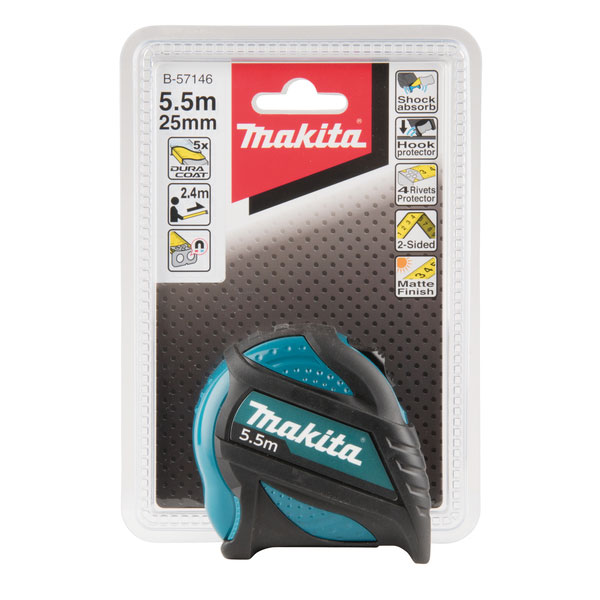 B-57146
5.5m
25mm
5x
DURA
COAT
2.4m
Makita®
Shock
absorb
Hook
protector
4 Rivets
Protector
2-Sided
Matte
Finish
Makita®
5.5m